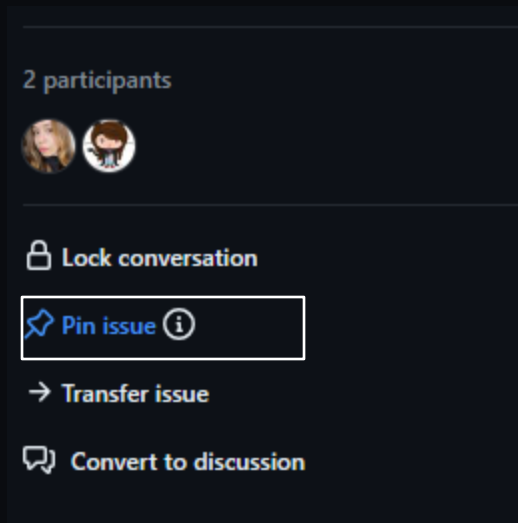 2 participants
Lock conversation
Pin issue
Transfer issue
Convert to discussion